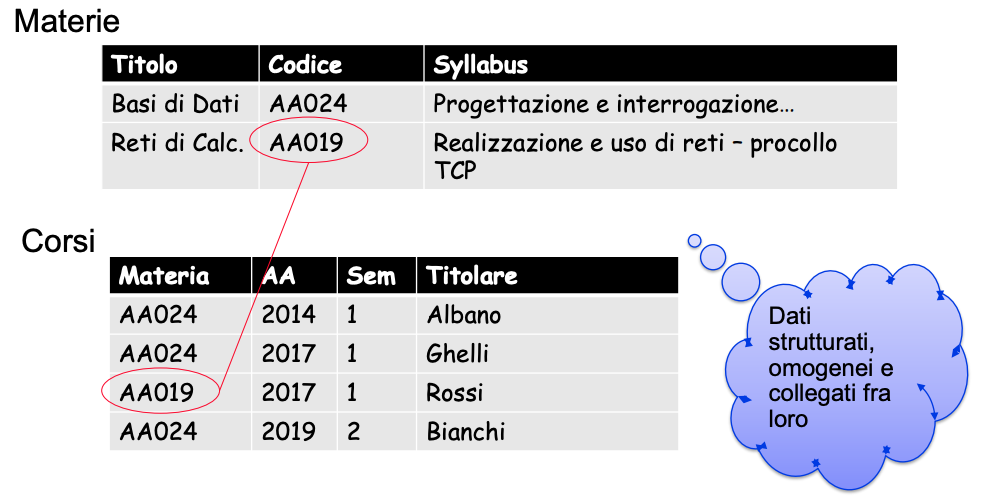 Materie
Titolo Codice Syllabus
Basi di Dati AA024 Progettazione e interrogazione…
Reti di Calc. AA019 Realizzazione e uso di reti – procollo
TCP
Corsi
Materia AA Sem Titolare
AA024 2014 1 Albano
AA024 2017 1 Ghelli
AA019 2017 1 Rossi
AA024 2019 2 Bianchi
Dati
strutturati,
omogenei e
collegati fra
loro